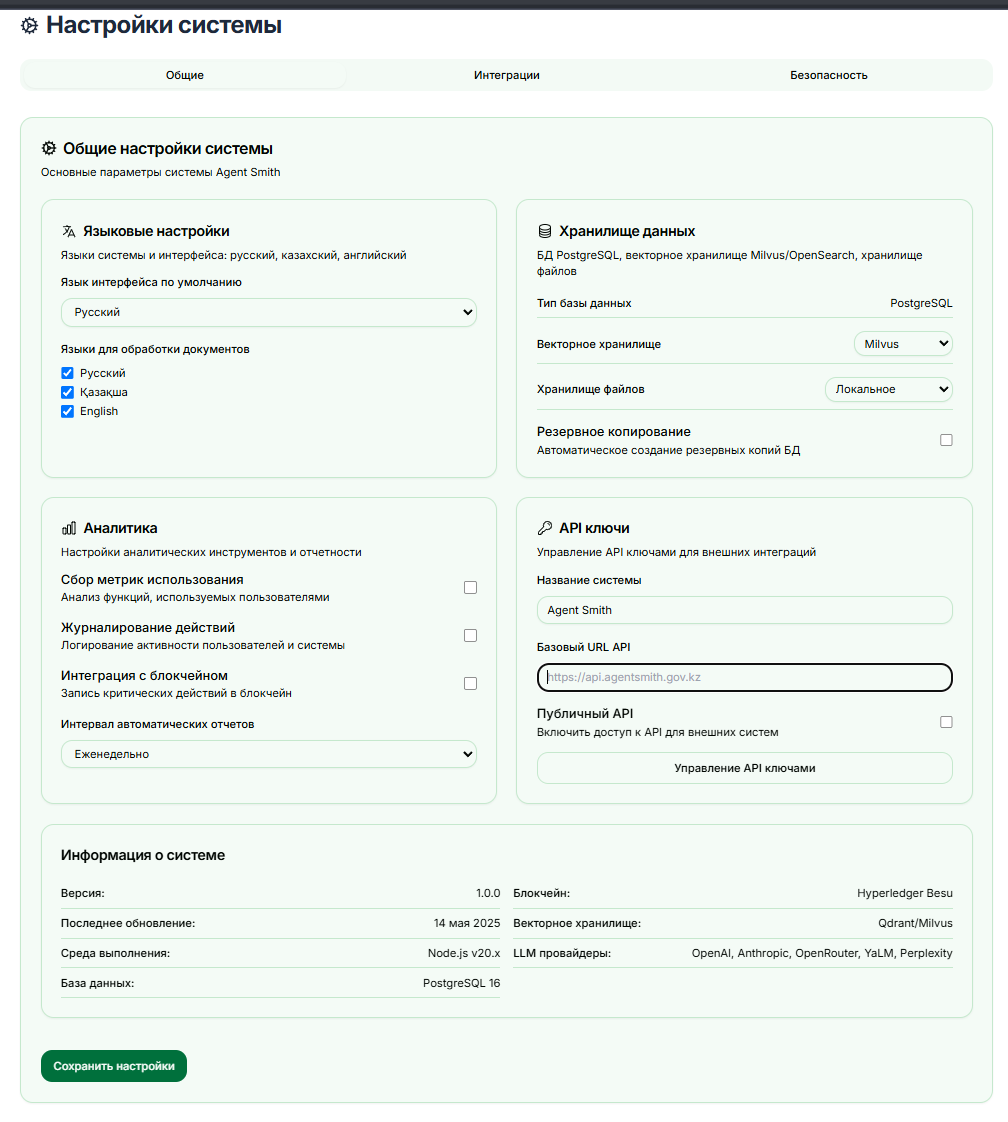 Настройки системы
Общие
Интеграции
Безопасность
Общие настройки системы
Основные параметры системы Agent Smith
Языковые настройки
Языки системы и интерфейса: русский, казахский, английский
Язык интерфейса по умолчанию
Русский
Языки для обработки документов
Русский
Қазақша
English
Хранилище данных
БД PostgreSQL, векторное хранилище Milvus/OpenSearch, хранилище
файлов
Тип базы данных
PostgreSQL
Векторное хранилище
Milvus
Хранилище файлов
Локальное
Резервное копирование
Автоматическое создание резервных копий БД
Аналитика
Настройки аналитических инструментов и отчетности
Сбор метрик использования
Анализ функций, используемых пользователями
Журналирование действий
Логирование активности пользователей и системы
Интеграция с блокчейном
Запись критических действий в блокчейн
Интервал автоматических отчетов
Еженедельно
API ключи
Управление API ключами для внешних интеграций
Название системы
Agent Smith
Базовый URL API
https://api.agentsmith.gov.kz
Публичный API
Включить доступ к API для внешних систем
Управление API ключами
Информация о системе
Версия:
1.0.0
Последнее обновление:
14 мая 2025
Среда выполнения:
Node.js v20.x
База данных:
PostgreSQL 16
Блокчейн:
Hyperledger Besu
Векторное хранилище:
Qdrant/Milvus
LLM провайдеры:
OpenAI, Anthropic, OpenRouter, YaLM, Perplexity
Сохранить настройки